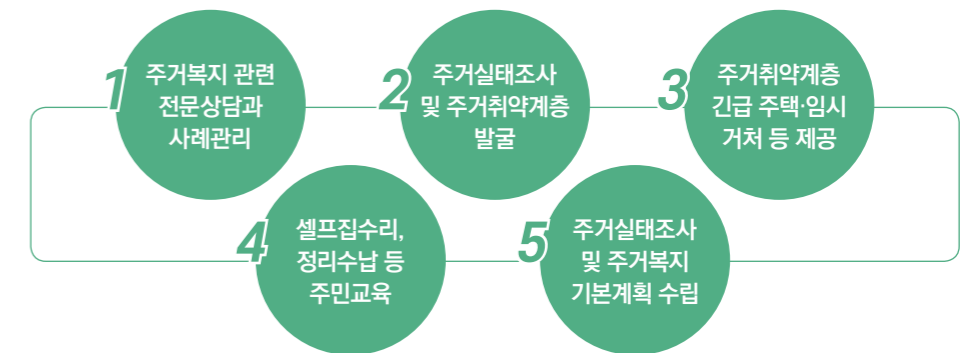 1
주거복지 관련
전문상담과
사례관리
2
주거실태조사
및 주거취약계층
발굴
3
주거취약계층
긴급 주택·임시
거처 등 제공
4
셀프집수리,
정리수납 등
주민교육
5
주거실태조사
및 주거복지
기본계획 수립